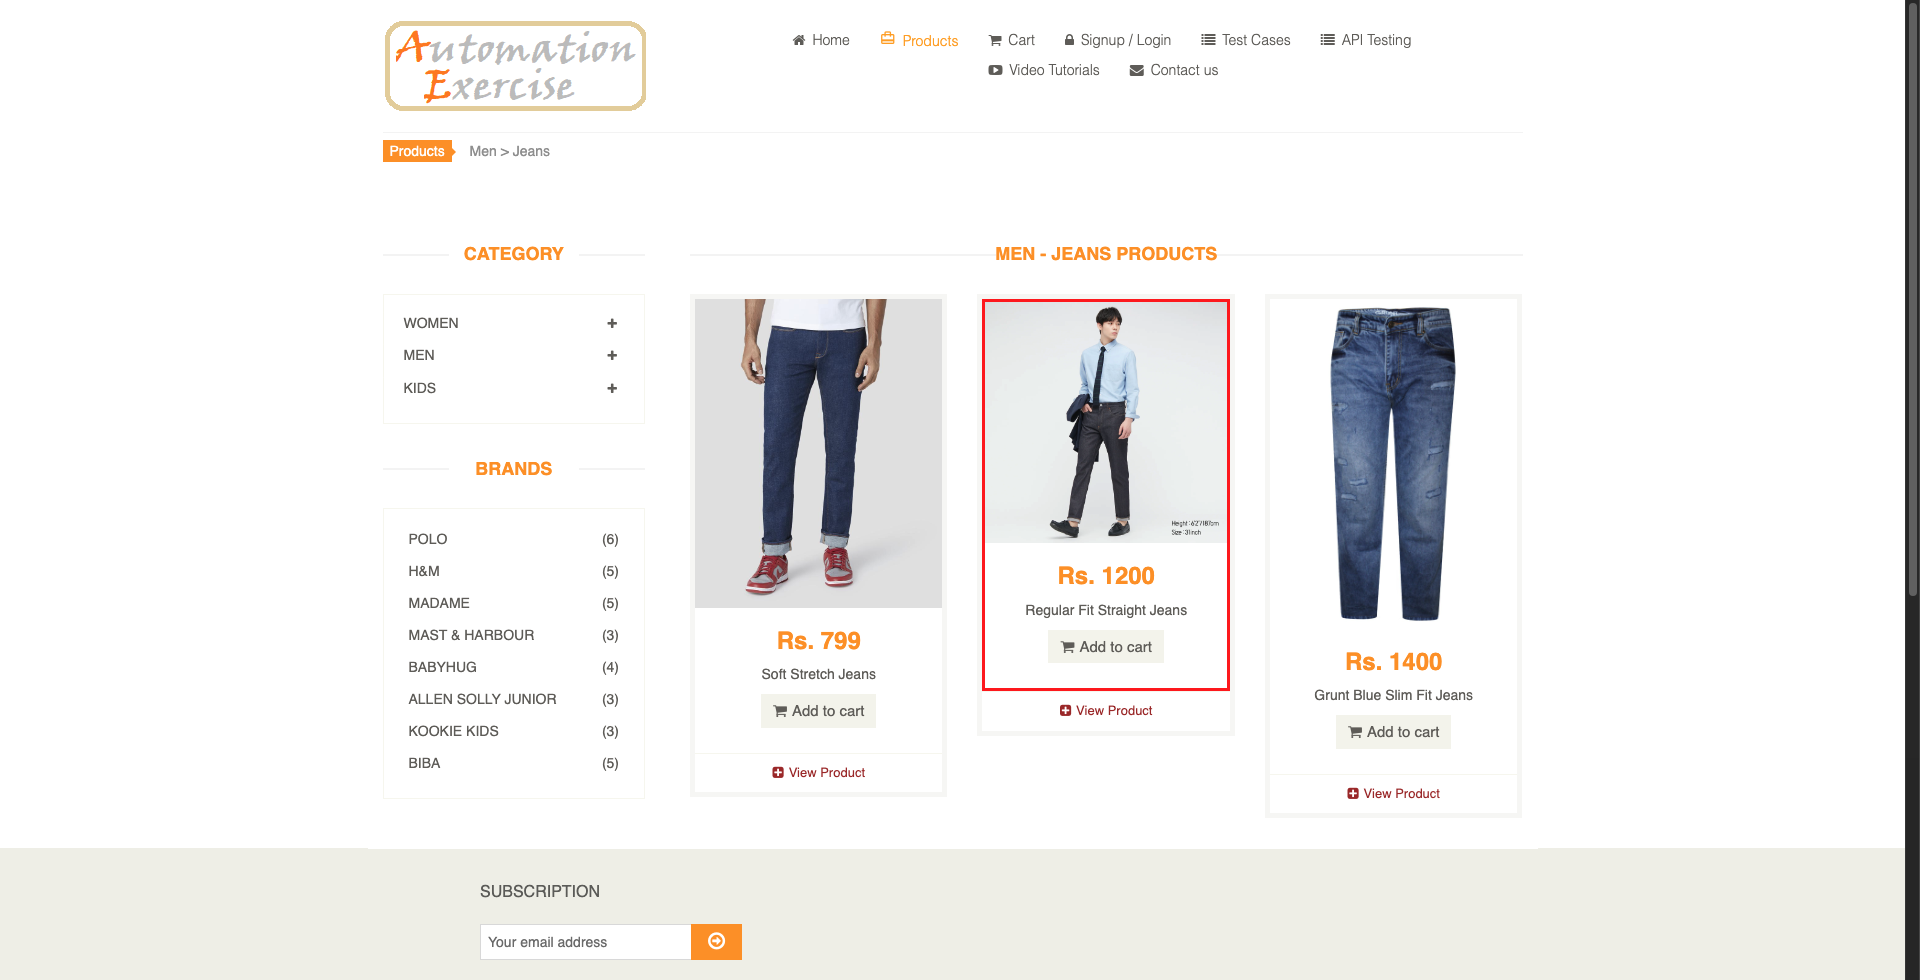 Automation
Exercise
Home
Products
Cart
Signup / Login
Test Cases
API Testing
Video Tutorials
Contact us
Products
Men > Jeans
CATEGORY
WOMEN
MEN
KIDS
BRANDS
POLO (6)
H&M (5)
MADAME (5)
MAST & HARBOUR (3)
BABYHUG (4)
ALLEN SOLLY JUNIOR (3)
KOOKIE KIDS (3)
BIBA (5)
MEN - JEANS PRODUCTS
Rs. 799
Soft Stretch Jeans
Add to cart
View Product
Height : 6'2"/187cm
Size : 31inch
Rs. 1200
Regular Fit Straight Jeans
Add to cart
View Product
Rs. 1400
Grunt Blue Slim Fit Jeans
Add to cart
View Product
SUBSCRIPTION
Your email address